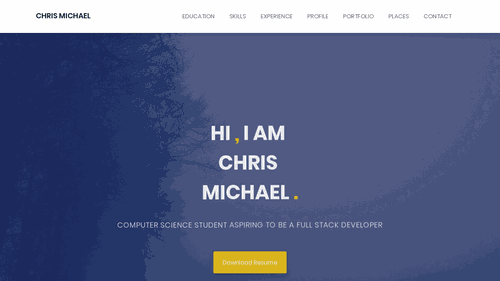 CHRIS MICHAEL
EDUCATION SKILLS EXPERIENCE PROFILE PORTFOLIO PLACES CONTACT
HI , I AM
CHRIS
MICHAEL .
COMPUTER SCIENCE STUDENT ASPIRING TO BE A FULL STACK DEVELOPER
Download Resume